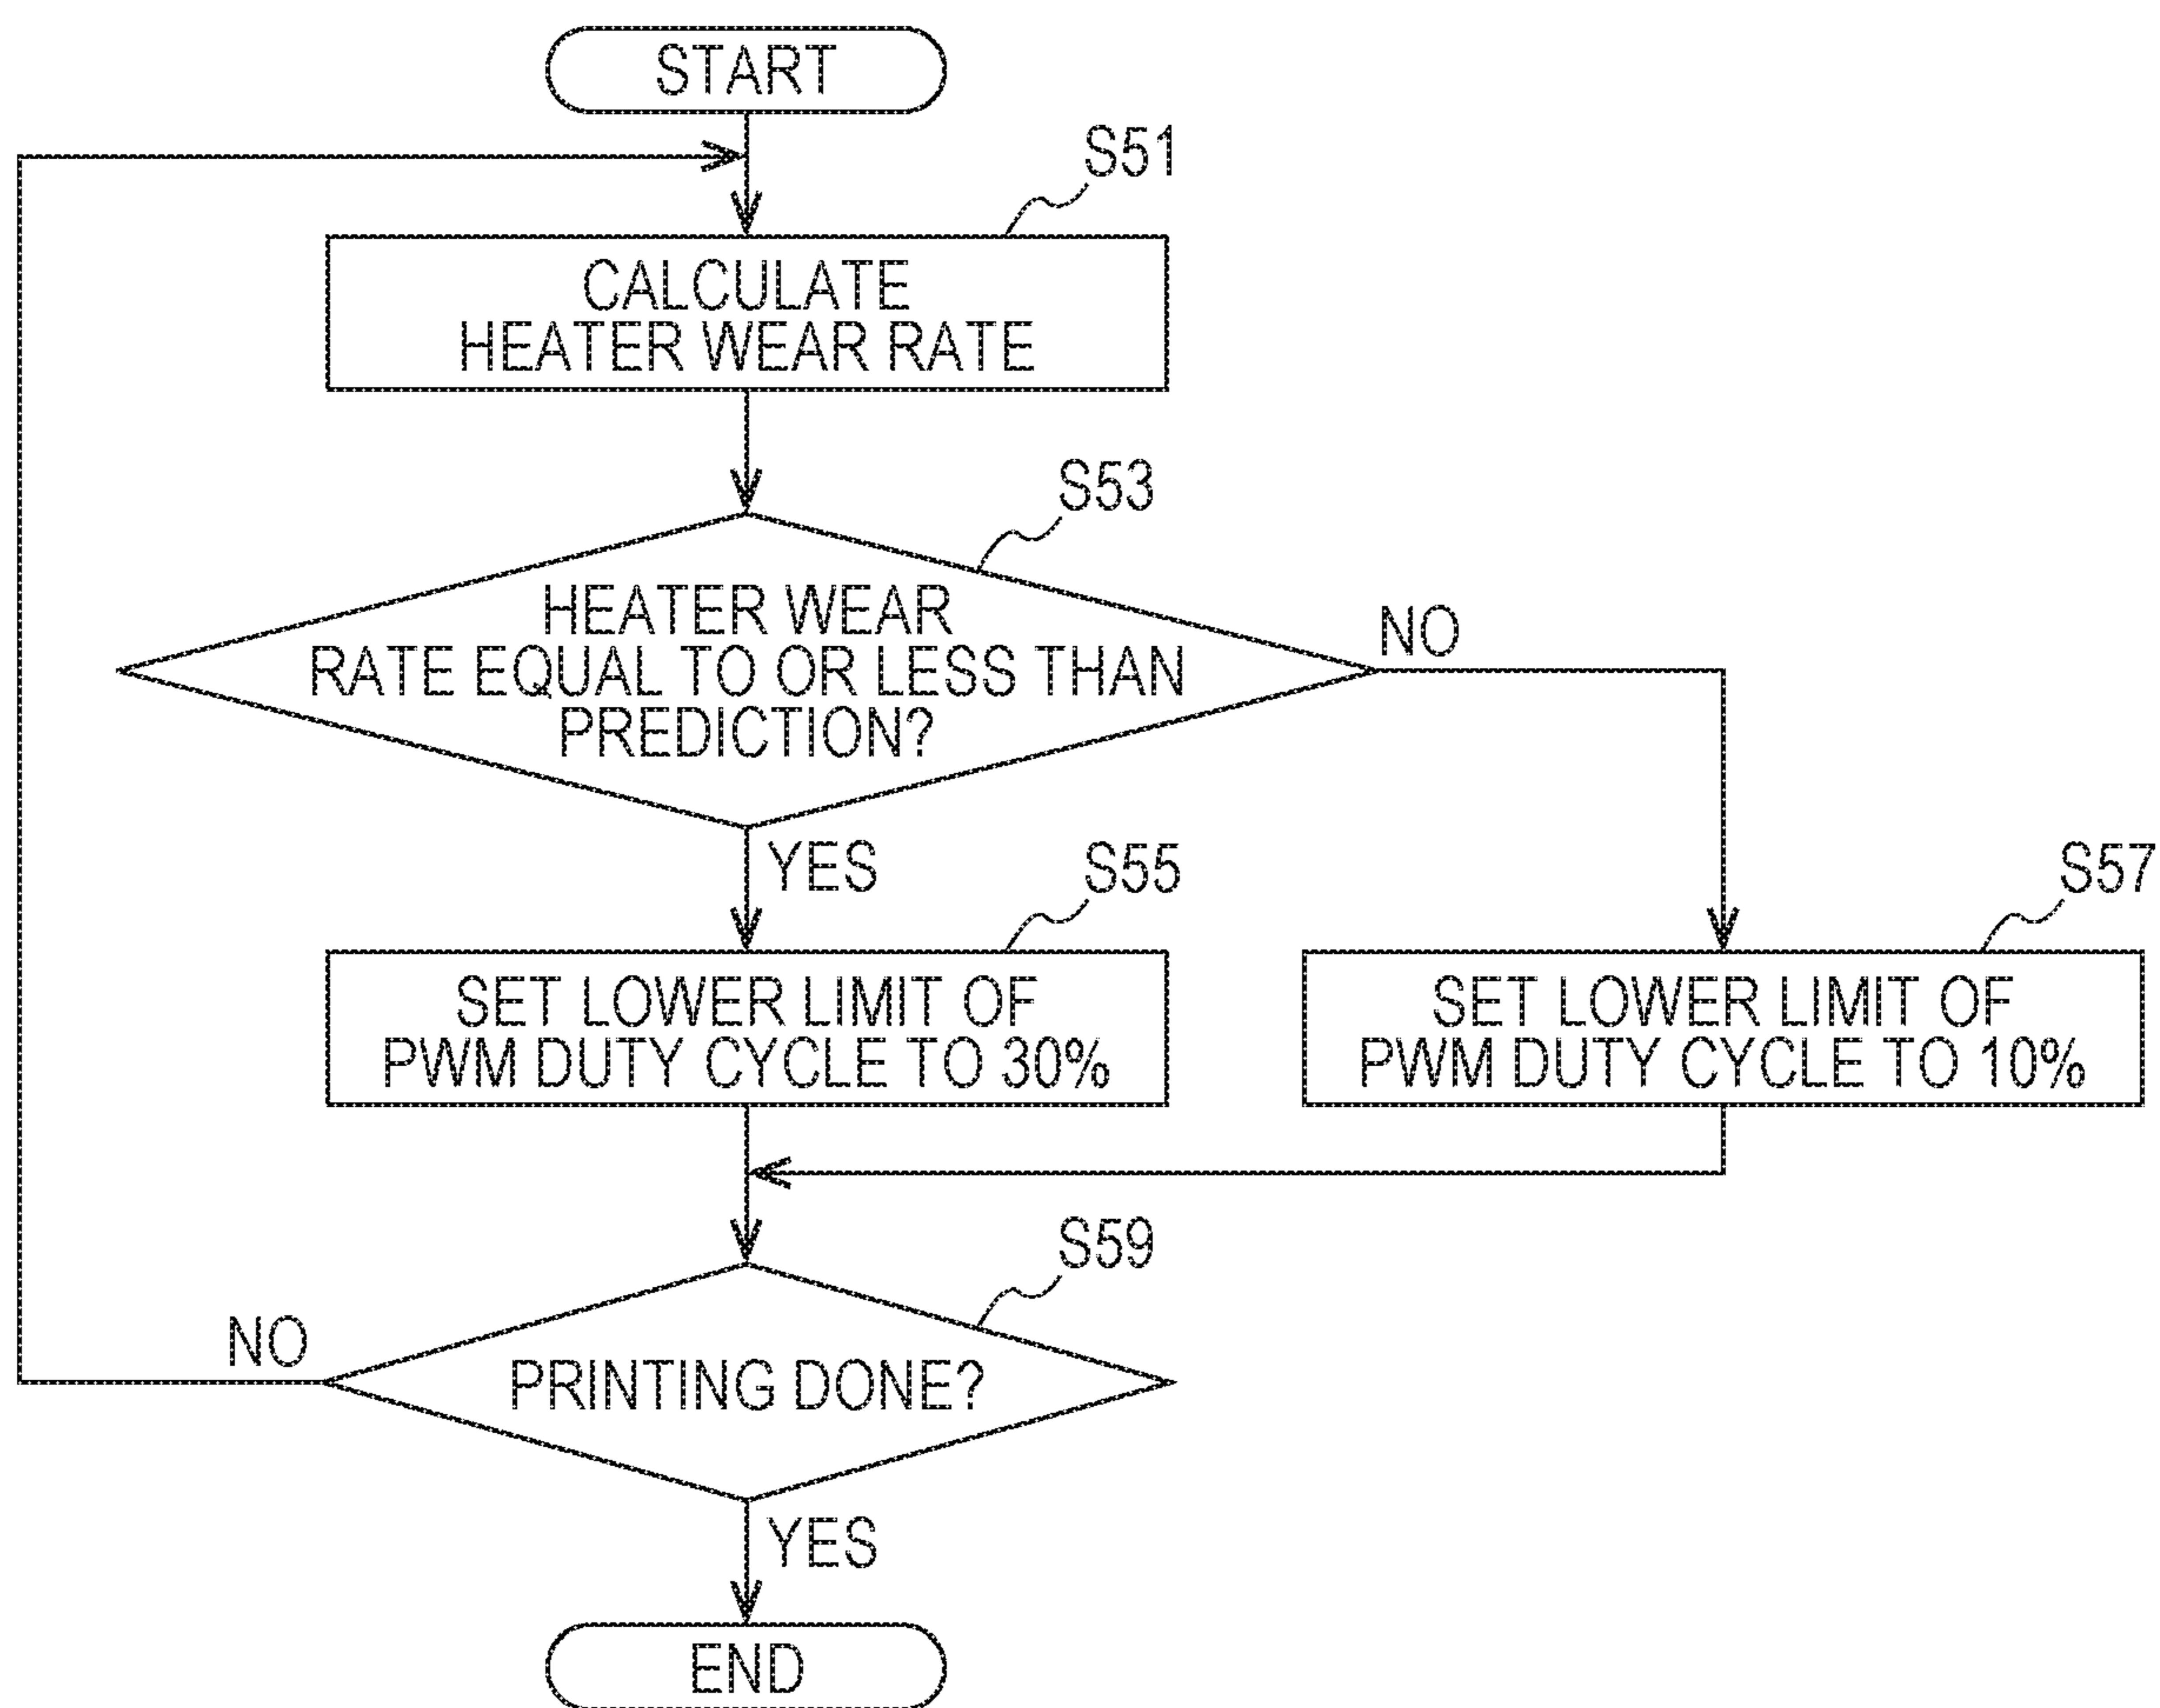 START
S51
CALCULATE
HEATER WEAR RATE
S53
HEATER WEAR
RATE EQUAL TO OR LESS THAN
PREDICTION?
NO
YES
S55
S57
SET LOWER LIMIT OF
PWM DUTY CYCLE TO 30%
SET LOWER LIMIT OF
PWM DUTY CYCLE TO 10%
S59
NO
PRINTING DONE?
YES
END